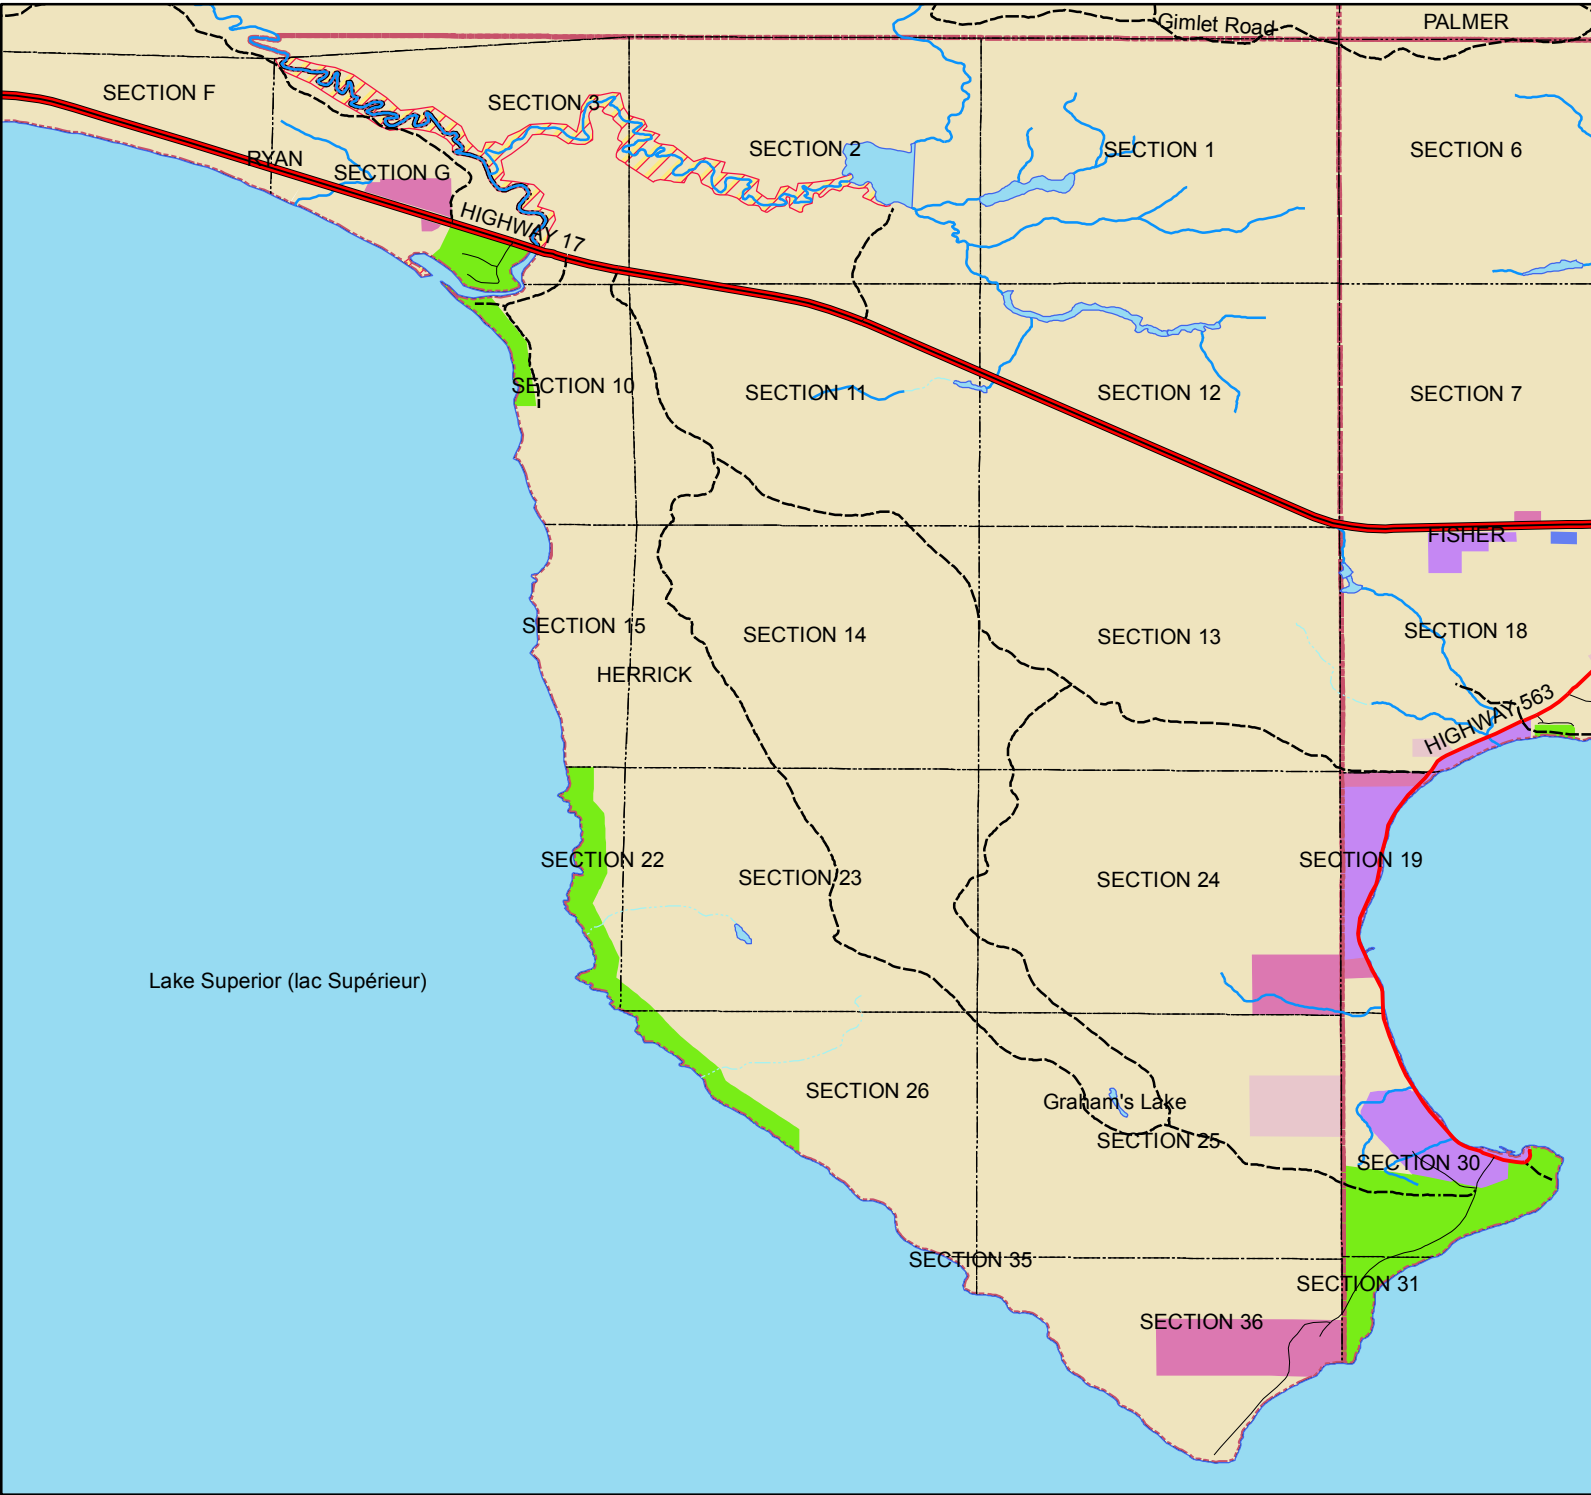 Gimlet Road
PALMER
SECTION F
SECTION 3
SECTION 2
SECTION 1
SECTION 6
RYAN
SECTION G
HIGHWAY 17
SECTION 10
SECTION 11
SECTION 12
SECTION 7
FISHER
SECTION 15
SECTION 14
SECTION 13
SECTION 18
HERRICK
HIGHWAY 563
SECTION 22
SECTION 23
SECTION 24
SECTION 19
Lake Superior (lac Supérieur)
SECTION 26
Graham's Lake
SECTION 25
SECTION 30
SECTION 35
SECTION 31
SECTION 36